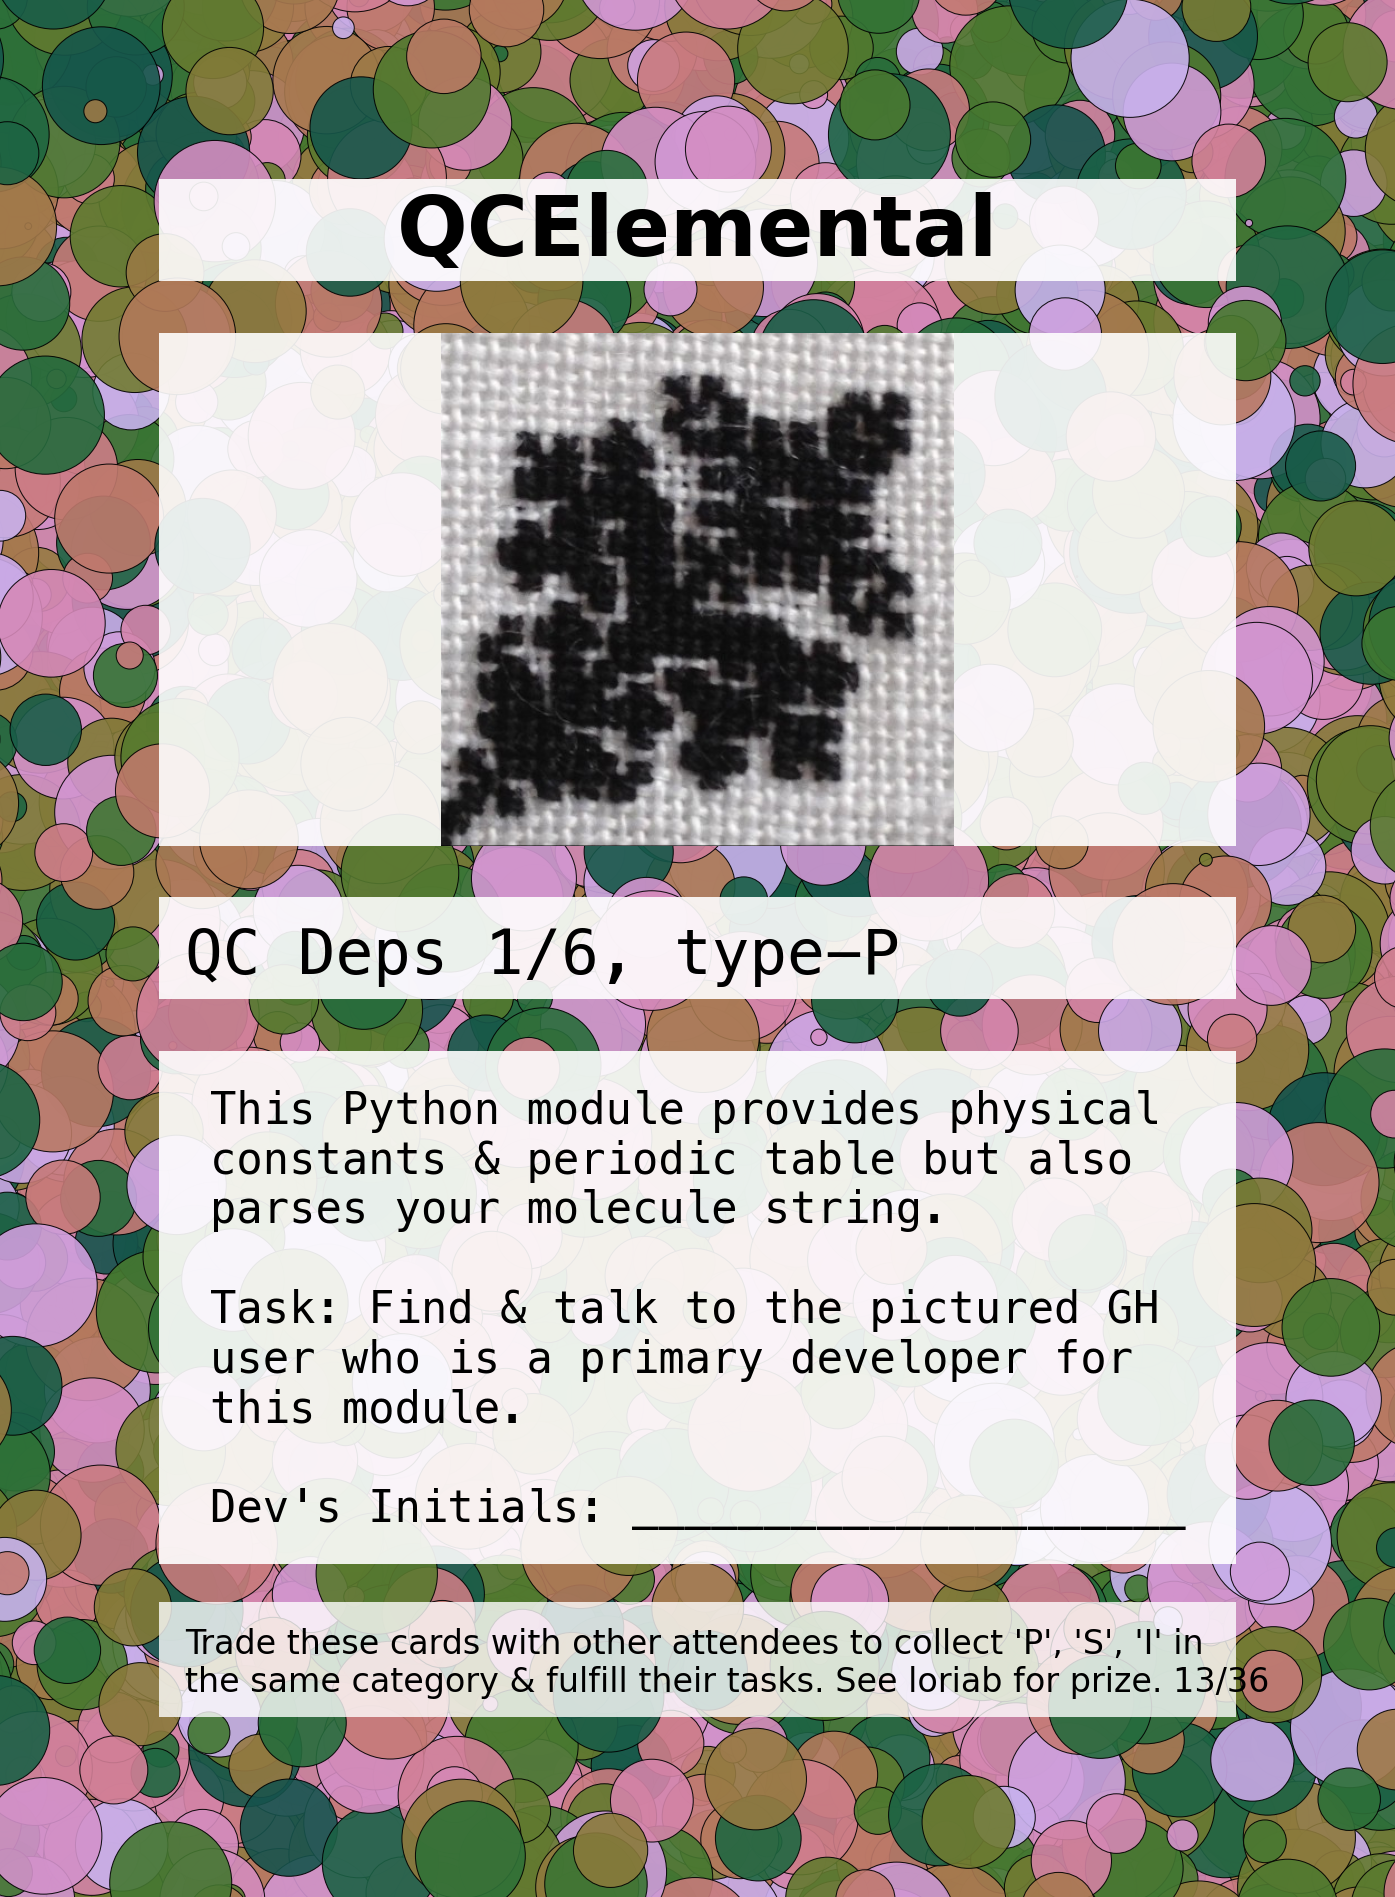 QCElemental
QC Deps 1/6, type−P
This Python module provides physical
constants & periodic table but also
parses your molecule string.
Task: Find & talk to the pictured GH
user who is a primary developer for
this module.
Dev's Initials: _____________________
Trade these cards with other attendees to collect 'P', 'S', 'I' in
the same category & fulfill their tasks. See loriab for prize. 13/36